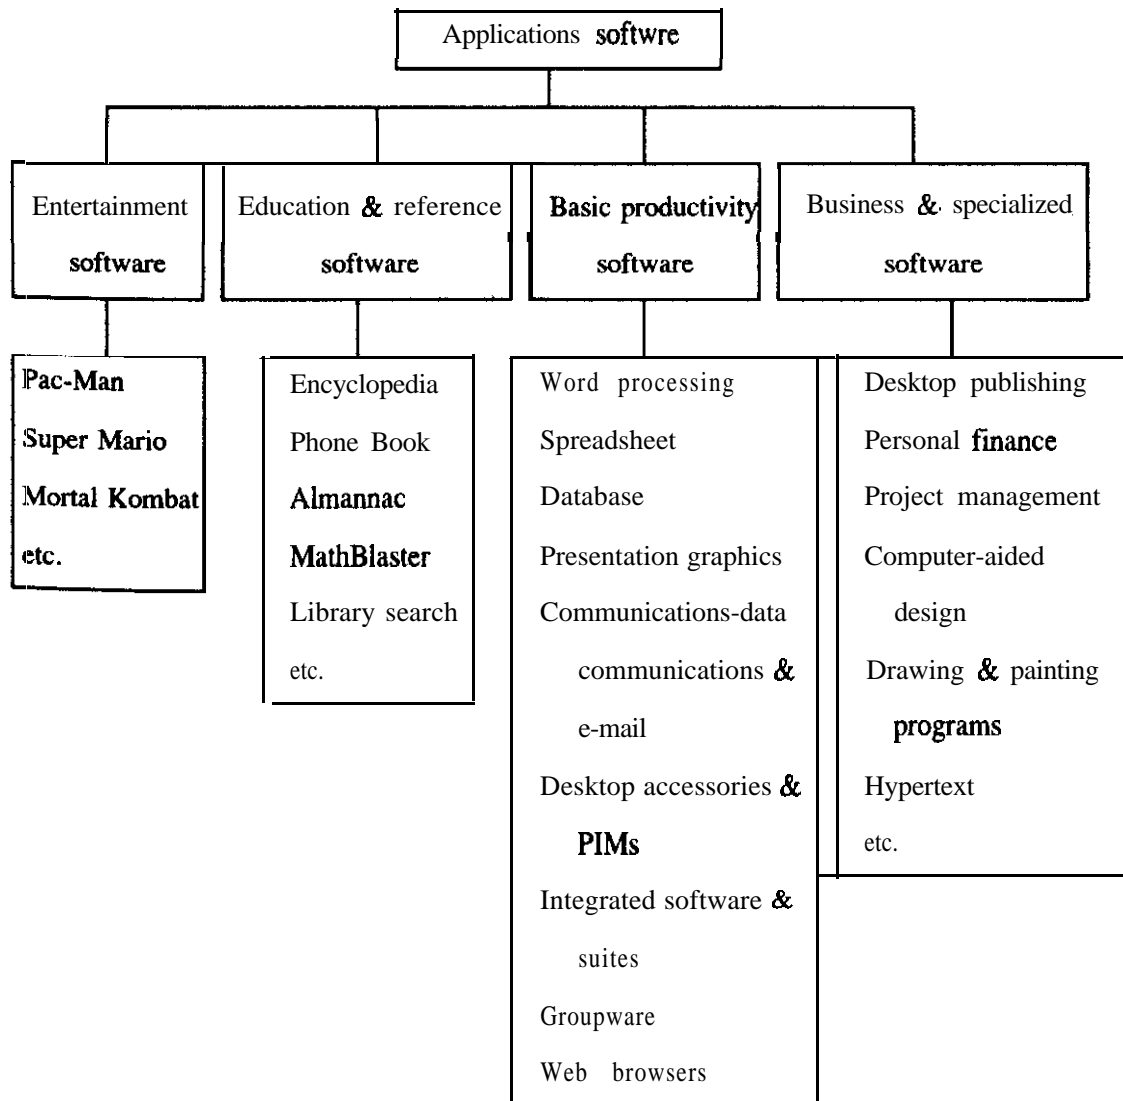 Applications softwre
Entertainment
software
Education & reference
software
Basic productivity
software
Business & specialized
software
Pac-Man
Super Mario
Mortal Kombat
etc.
Encyclopedia
Phone Book
Almannac
MathBlaster
Library search
etc.
Word processing
Spreadsheet
Database
Presentation graphics
Communications-data
communications &
e-mail
Desktop accessories &
PIMs
Integrated software &
suites
Groupware
Web browsers
Desktop publishing
Personal finance
Project management
Computer-aided
design
Drawing & painting
programs
Hypertext
etc.